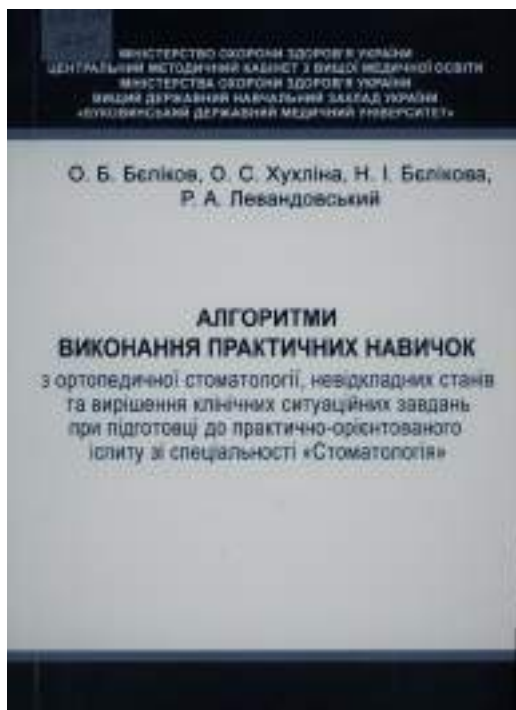 МІНІСТЕРСТВО ОХОРОНИ ЗДОРОВ'Я УКРАЇНИ
ЦЕНТРАЛЬНИЙ МЕТОДИЧНИЙ КАБІНЕТ З ВИЩОЇ МЕДИЧНОЇ ОСВІТИ
МІНІСТЕРСТВА ОХОРОНИ ЗДОРОВ'Я УКРАЇНИ
ВИЩИЙ ДЕРЖАВНИЙ НАВЧАЛЬНИЙ ЗАКЛАД УКРАЇНИ
«БУКОВИНСЬКИЙ ДЕРЖАВНИЙ МЕДИЧНИЙ УНІВЕРСИТЕТ»
О. Б. Бєліков, О. С. Хухліна, Н. І. Бєлікова,
Р. А. Левандовський
АЛГОРИТМИ
ВИКОНАННЯ ПРАКТИЧНИХ НАВИЧОК
з ортопедичної стоматології, невідкладних станів
та вирішення клінічних ситуаційних завдань
при підготовці до практично-орієнтованого
іспиту зі спеціальності «Стоматологія»